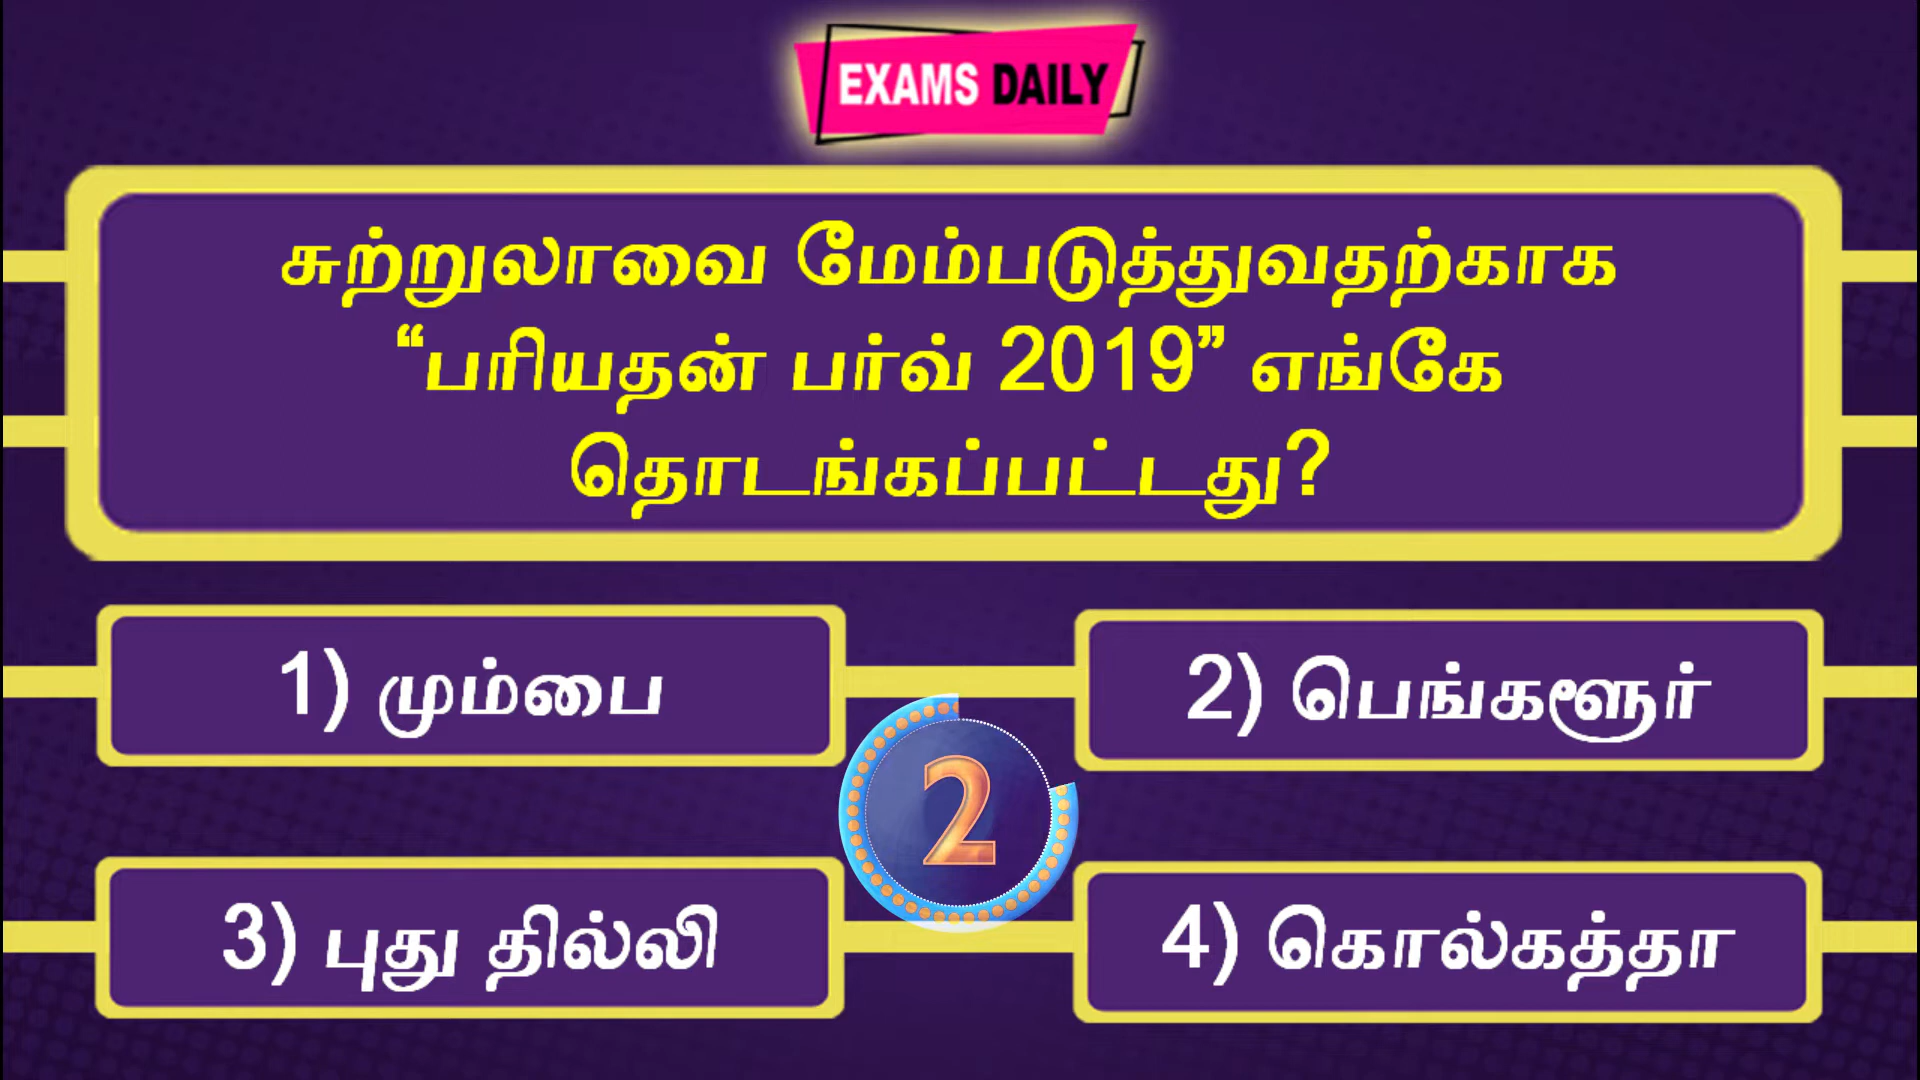 EXAMS DAILY
சுற்றுலாவை மேம்படுத்துவதற்காக
“பரியதன் பர்வ் 2019” எங்கே
தொடங்கப்பட்டது?
1) மும்பை
2) பெங்களூர்
2
3) புது தில்லி
4) கொல்கத்தா